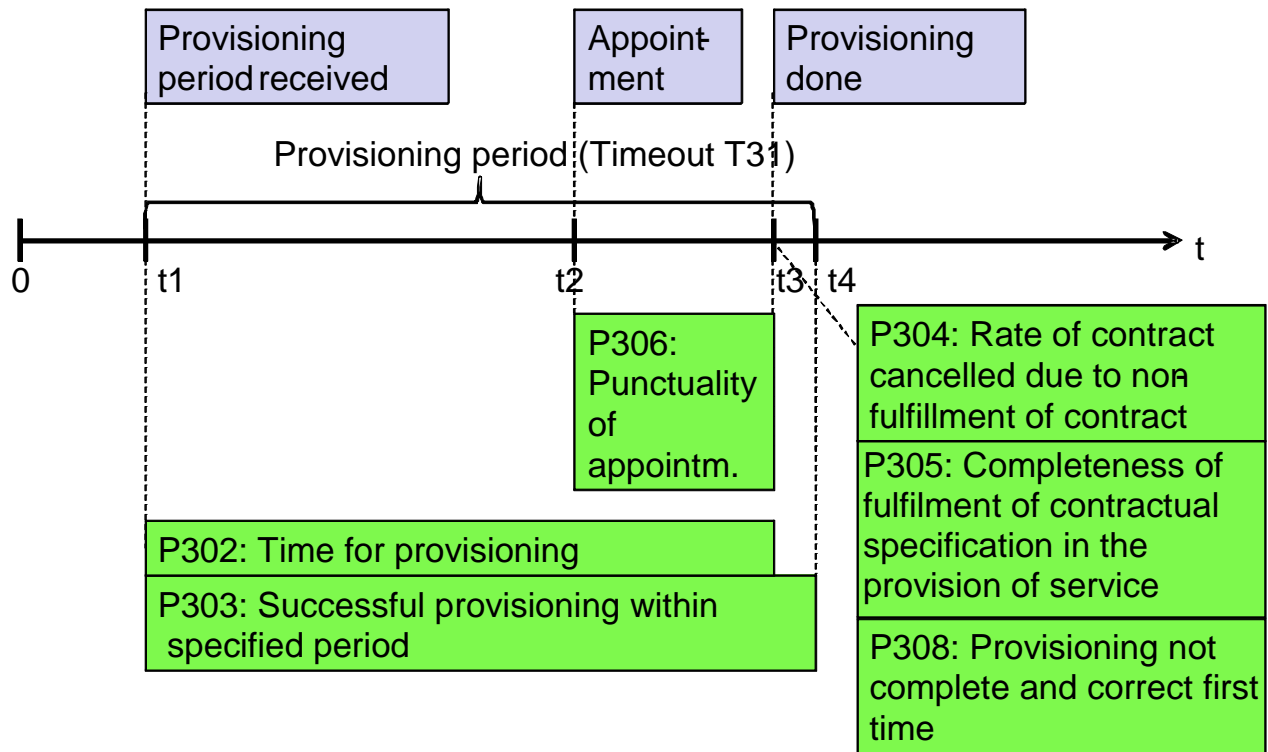 Provisioning
period received
Appoint-
ment
Provisioning
done
Provisioning period (Timeout T31)
t
0
t1
t2
t3
t4
P306:
Punctuality
of
appointm.
P304: Rate of contract
cancelled due to non-
fulfillment of contract
P305: Completeness of
fulfilment of contractual
specification in the
provision of service
P308: Provisioning not
complete and correct first
time
P302: Time for provisioning
P303: Successful provisioning within
specified period